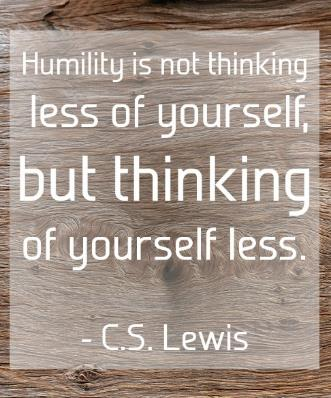 Humility is not thinking
less of yourself,
but thinking
of yourself less.
- C.S. Lewis